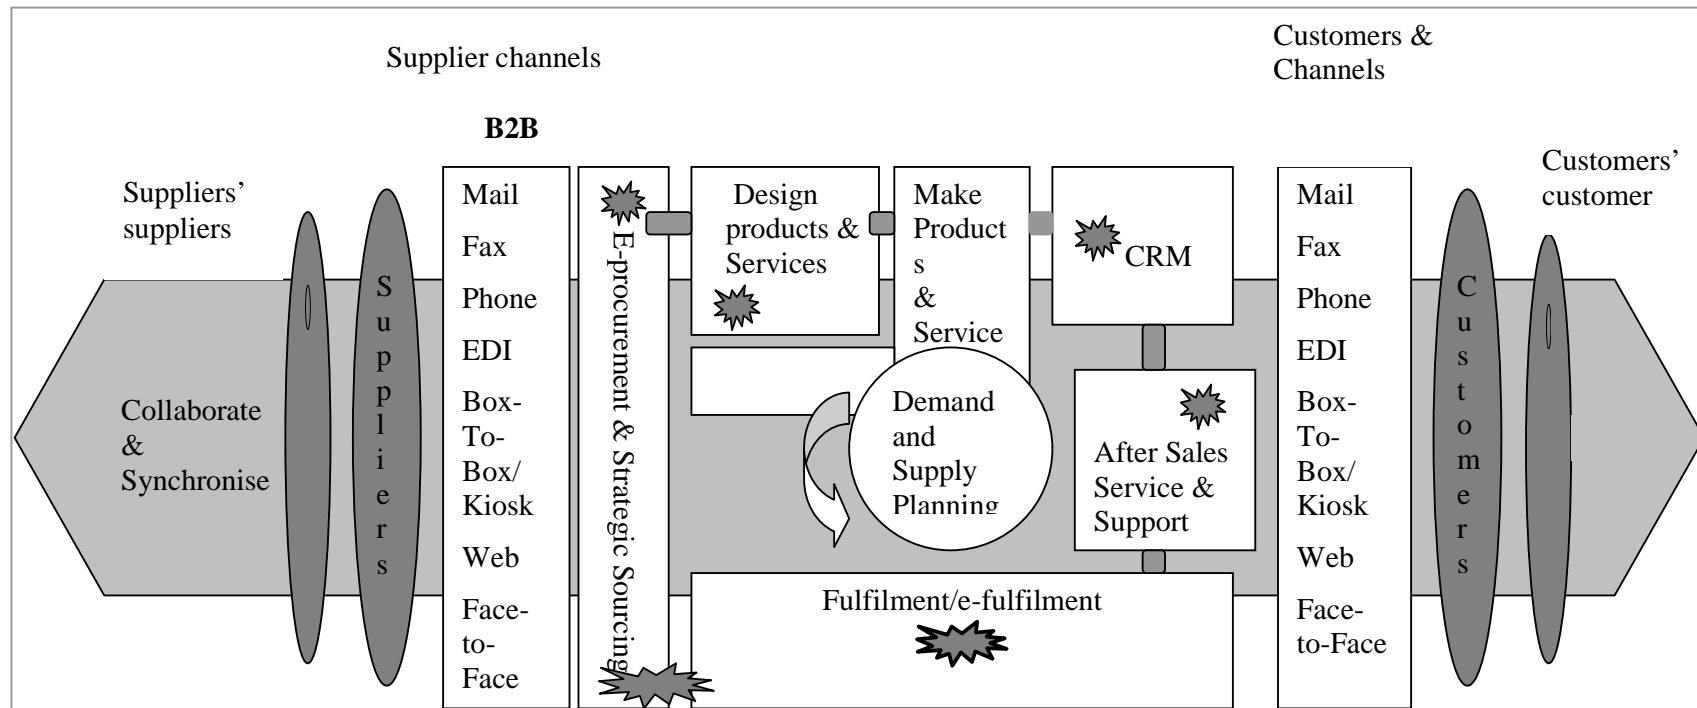 Supplier channels
Customers &
Channels
B2B
Suppliers’
suppliers
Customers’
customer
Collaborate
&
Synchronise
Suppliers
Mail
Fax
Phone
EDI
Box-
To-
Box/
Kiosk
Web
Face-
to-
Face
E-procurement & Strategic Sourcing
Design
products &
Services
Make
Product
s
&
Service
CRM
Demand
and
Supply
Planning
After Sales
Service &
Support
Fulfilment/e-fulfilment
Mail
Fax
Phone
EDI
Box-
To-
Box/
Kiosk
Web
Face-
to-Face
Customers